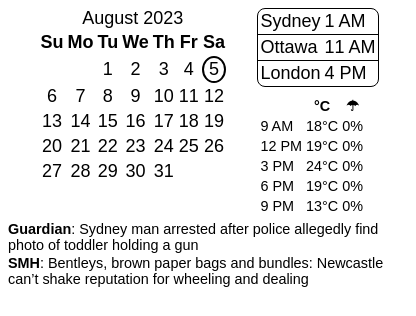 August 2023
Su Mo Tu We Th Fr Sa
1 2 3 4 5
6 7 8 9 10 11 12
13 14 15 16 17 18 19
20 21 22 23 24 25 26
27 28 29 30 31
Sydney 1 AM
Ottawa 11 AM
London 4 PM
°C ☂
9 AM 18°C 0%
12 PM 19°C 0%
3 PM 24°C 0%
6 PM 19°C 0%
9 PM 13°C 0%
Guardian: Sydney man arrested after police allegedly find
photo of toddler holding a gun
SMH: Bentleys, brown paper bags and bundles: Newcastle
can’t shake reputation for wheeling and dealing